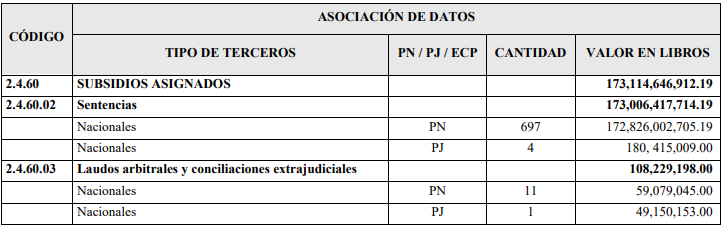 CÓDIGO ASOCIACIÓN DE DATOS
TIPO DE TERCEROS PN / PJ / ECP CANTIDAD VALOR EN LIBROS
2.4.60 SUBSIDIOS ASIGNADOS 173,114,646,912.19
2.4.60.02 Sentencias 173,006,417,714.19
Nacionales PN 697 172,826,002,705.19
Nacionales PJ 4 180, 415,009.00
2.4.60.03 Laudos arbitrales y conciliaciones extrajudiciales 108,229,198.00
Nacionales PN 11 59,079,045.00
Nacionales PJ 1 49,150,153.00